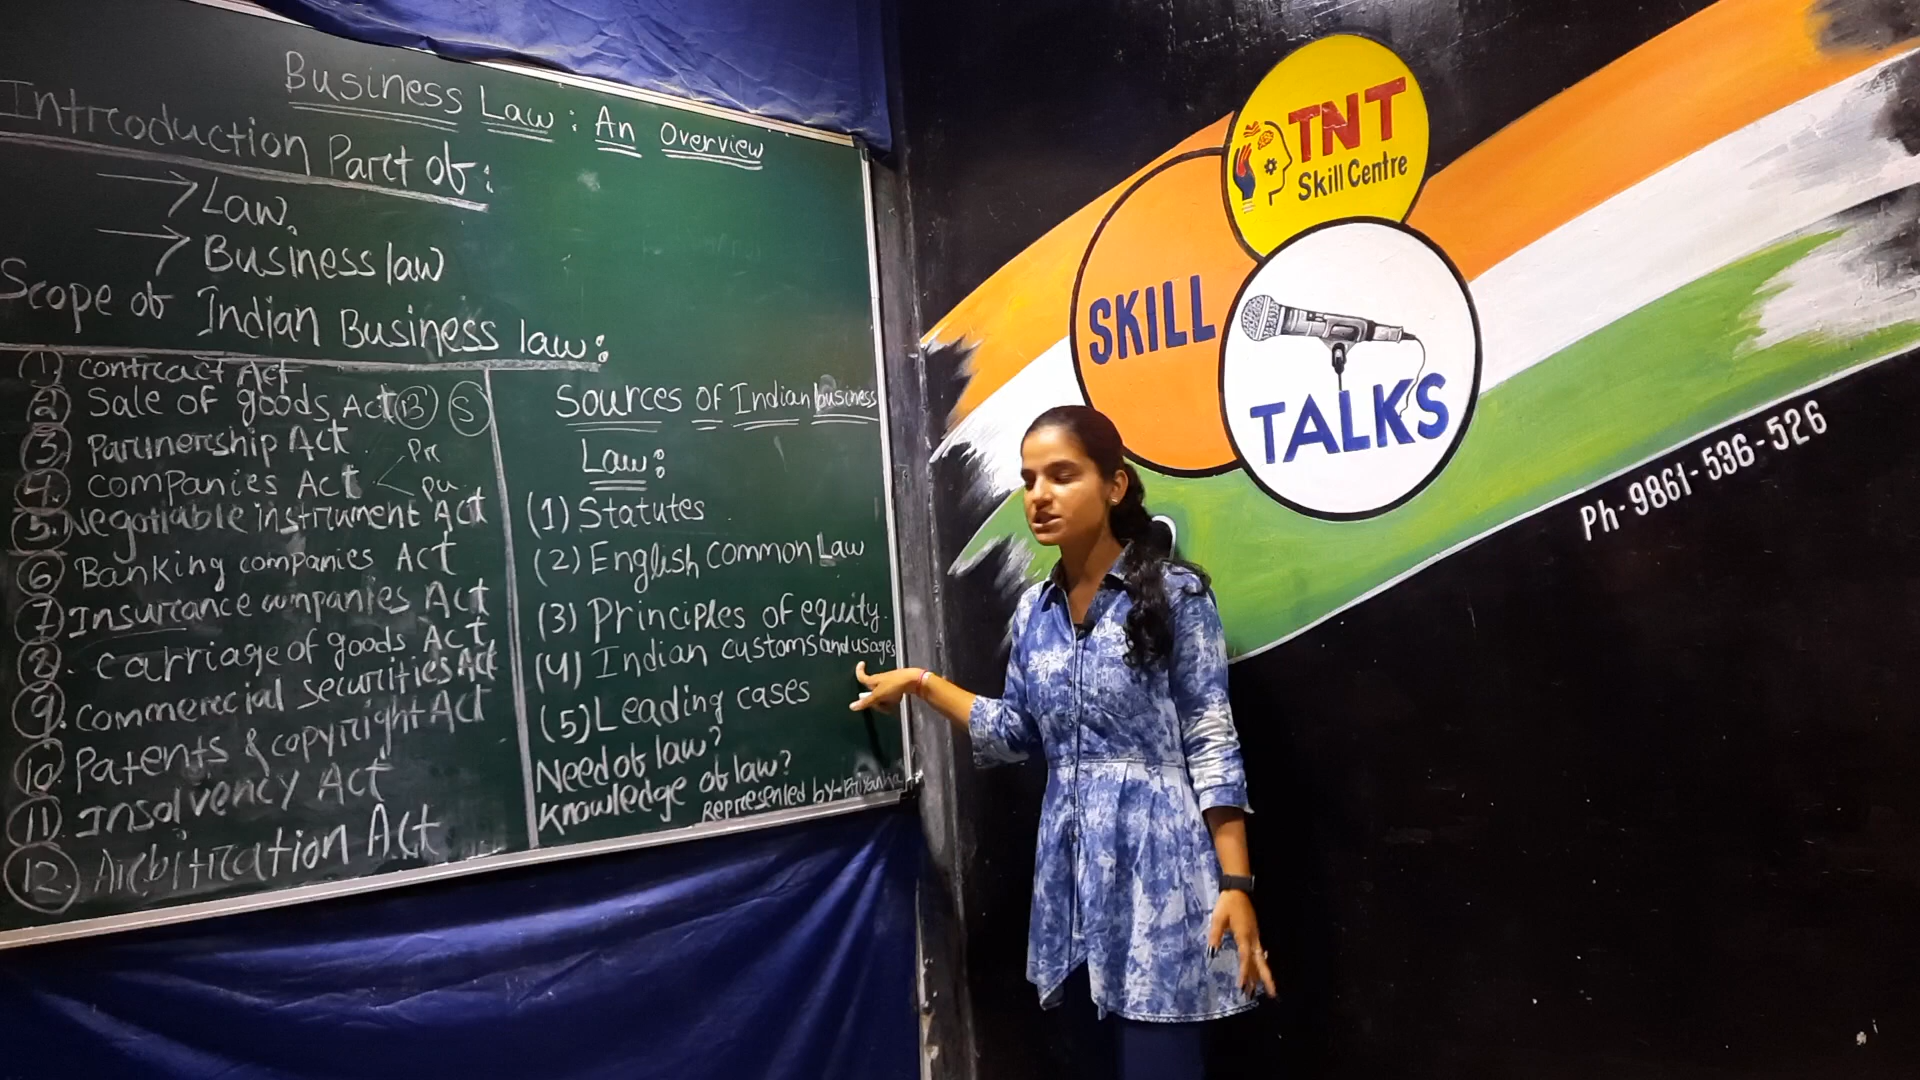 Business Law : An Overview
Introduction Part of :
→ Law,
→ Business law
Scope of Indian Business law :
(1) Contract Act
(2) Sale of goods Act (B) (S)
(3) Partnership Act
(4) Companies Act < Pr Pu
(5) Negotiable instrument Act
(6) Banking companies Act
(7) Insurance companies Act
(8). Carriage of goods Act
(9). Commercial securities Act
(10). Patents & copyright Act
(11). Insolvency Act
(12.) Arbitration Act
Sources of Indian business
Law :
(1) Statutes
(2) English Common Law
(3) Principles of equity.
(4) Indian customs and usages
(5) Leading cases
Need of law?
Knowledge of law?
Represented by-Priyanka
TNT
Skill Centre
SKILL
TALKS
Ph-9861-536-526